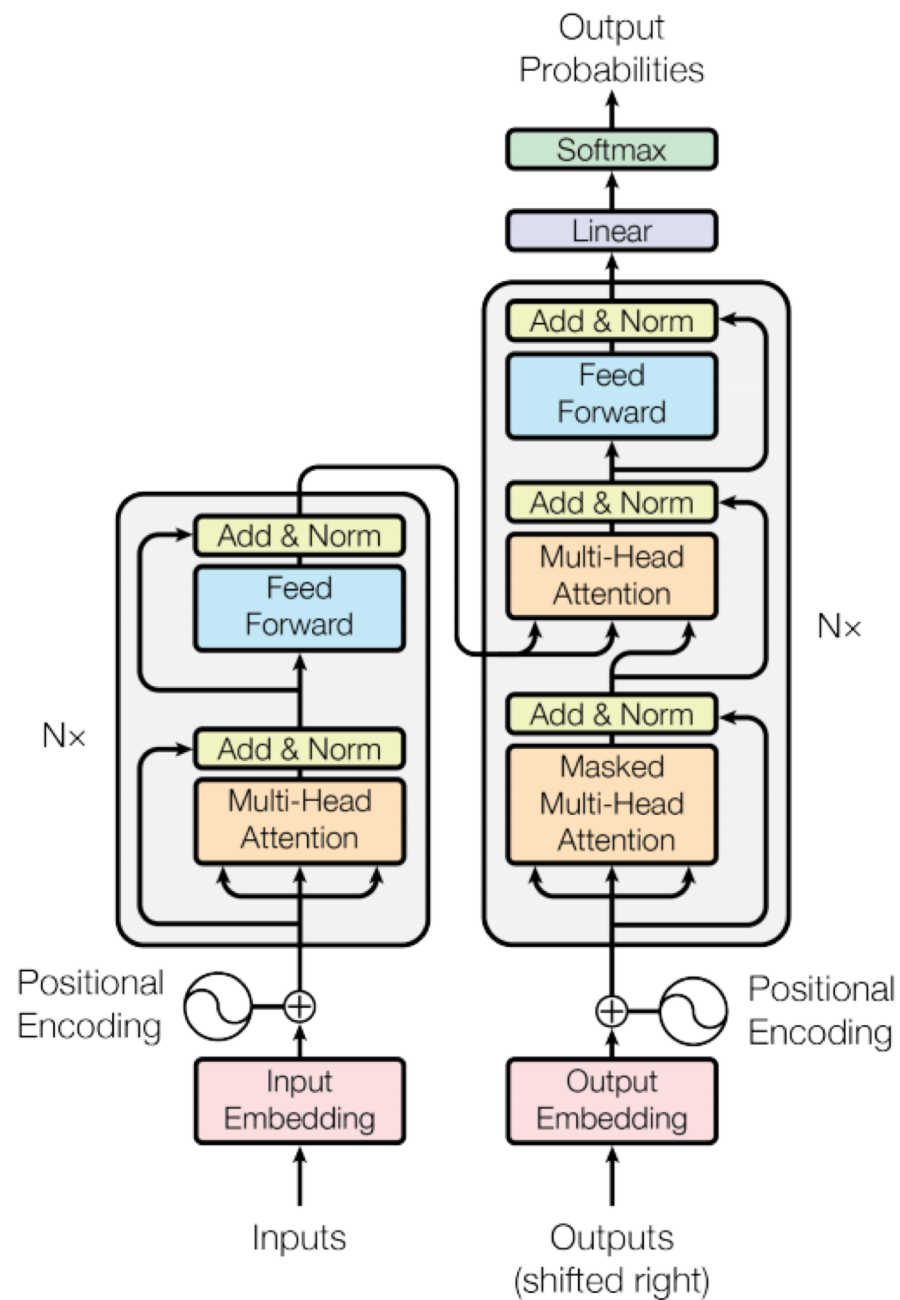 Output
Probabilities
Softmax
Linear
Add & Norm
Feed
Forward
Add & Norm
Multi-Head
Attention
Add & Norm
Masked
Multi-Head
Attention
Nx
Add & Norm
Feed
Forward
Add & Norm
Multi-Head
Attention
Nx
Positional
Encoding
Positional
Encoding
Input
Embedding
Output
Embedding
Inputs
Outputs
(shifted right)